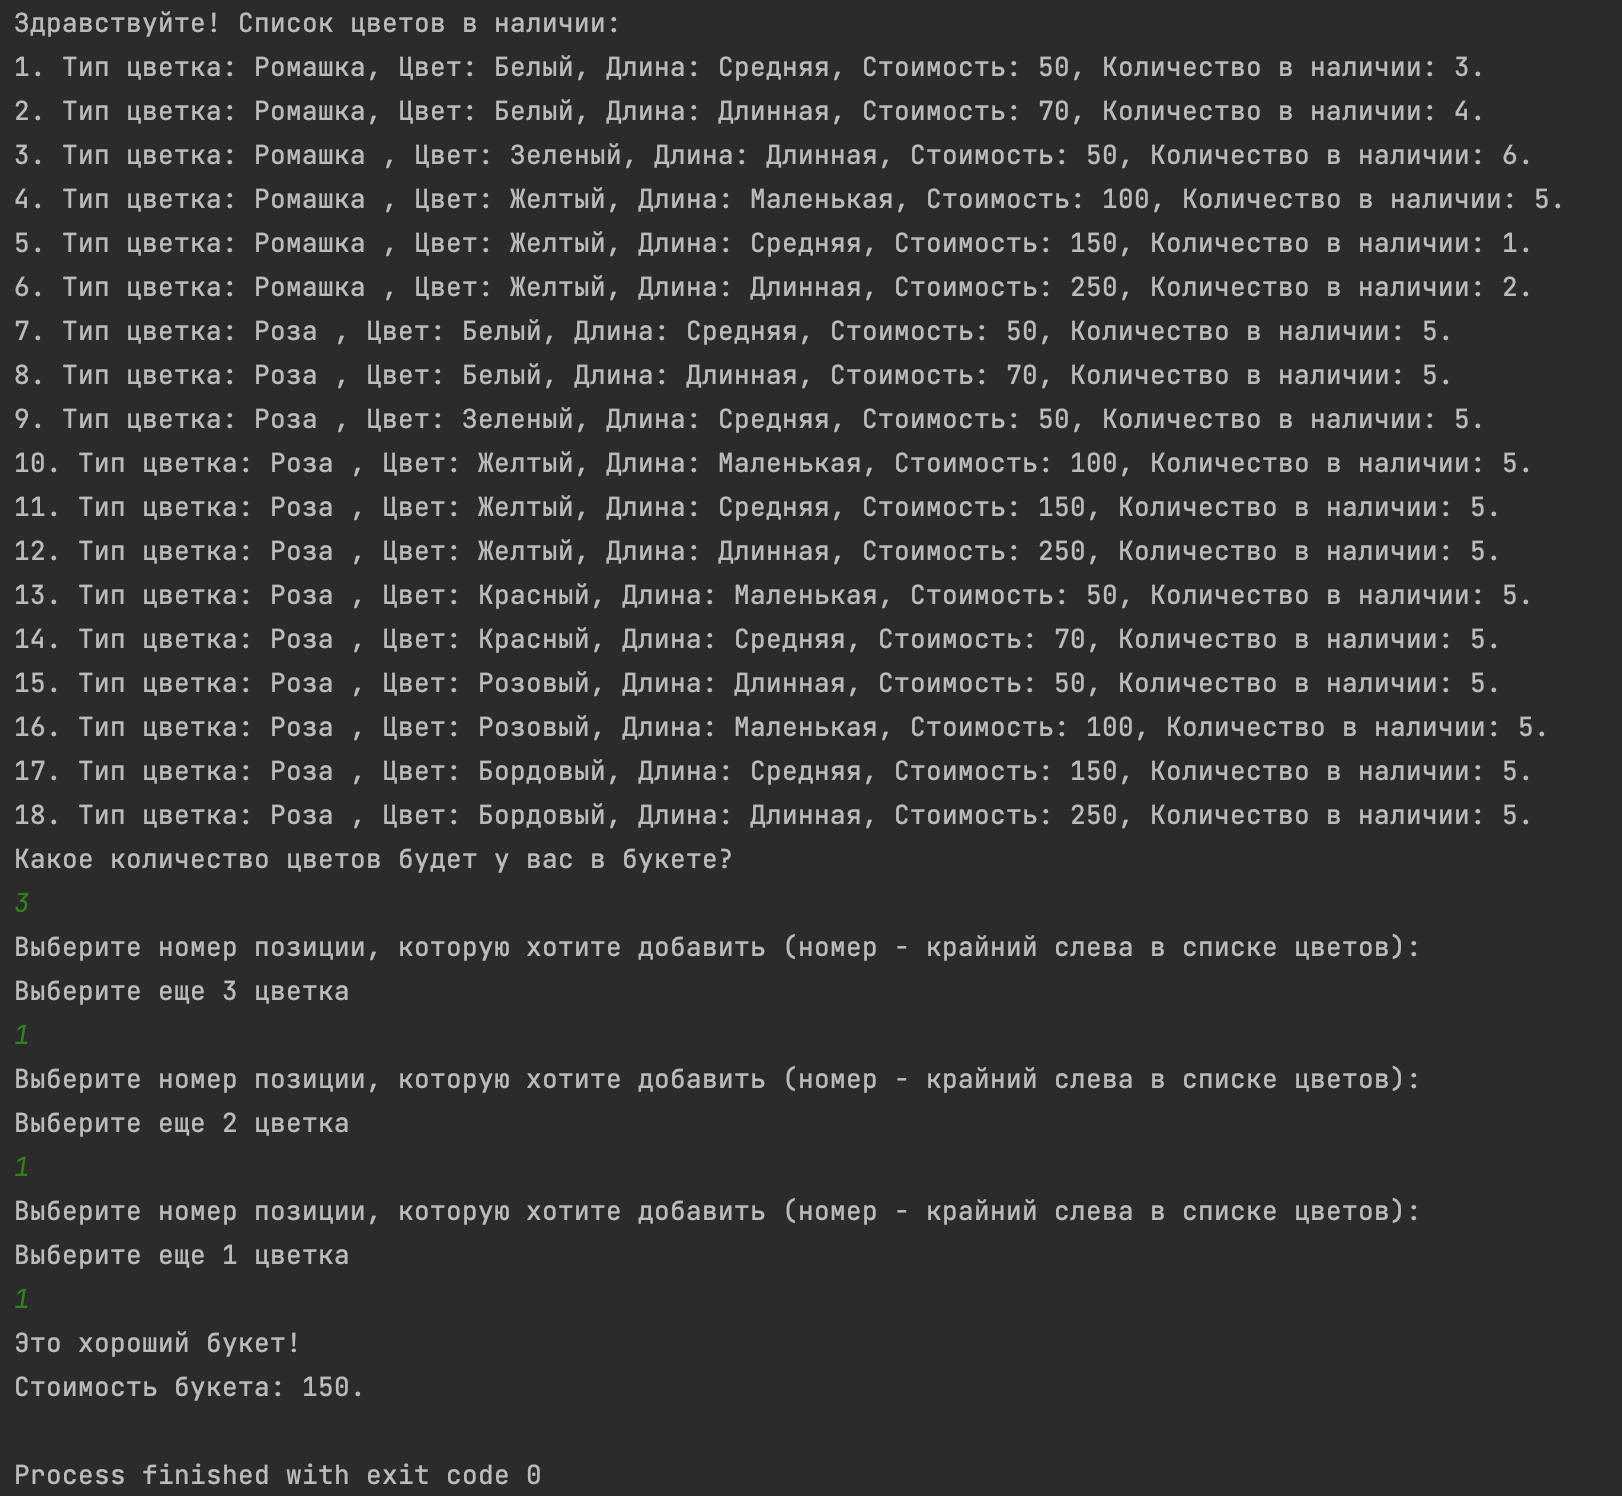 Здравствуйте! Список цветов в наличии:
1. Тип цветка: Ромашка, Цвет: Белый, Длина: Средняя, Стоимость: 50, Количество в наличии: 3.
2. Тип цветка: Ромашка, Цвет: Белый, Длина: Длинная, Стоимость: 70, Количество в наличии: 4.
3. Тип цветка: Ромашка , Цвет: Зеленый, Длина: Длинная, Стоимость: 50, Количество в наличии: 6.
4. Тип цветка: Ромашка , Цвет: Желтый, Длина: Маленькая, Стоимость: 100, Количество в наличии: 5.
5. Тип цветка: Ромашка , Цвет: Желтый, Длина: Средняя, Стоимость: 150, Количество в наличии: 1.
6. Тип цветка: Ромашка , Цвет: Желтый, Длина: Длинная, Стоимость: 250, Количество в наличии: 2.
7. Тип цветка: Роза , Цвет: Белый, Длина: Средняя, Стоимость: 50, Количество в наличии: 5.
8. Тип цветка: Роза , Цвет: Белый, Длина: Длинная, Стоимость: 70, Количество в наличии: 5.
9. Тип цветка: Роза , Цвет: Зеленый, Длина: Средняя, Стоимость: 50, Количество в наличии: 5.
10. Тип цветка: Роза , Цвет: Желтый, Длина: Маленькая, Стоимость: 100, Количество в наличии: 5.
11. Тип цветка: Роза , Цвет: Желтый, Длина: Средняя, Стоимость: 150, Количество в наличии: 5.
12. Тип цветка: Роза , Цвет: Желтый, Длина: Длинная, Стоимость: 250, Количество в наличии: 5.
13. Тип цветка: Роза , Цвет: Красный, Длина: Маленькая, Стоимость: 50, Количество в наличии: 5.
14. Тип цветка: Роза , Цвет: Красный, Длина: Средняя, Стоимость: 70, Количество в наличии: 5.
15. Тип цветка: Роза , Цвет: Розовый, Длина: Длинная, Стоимость: 50, Количество в наличии: 5.
16. Тип цветка: Роза , Цвет: Розовый, Длина: Маленькая, Стоимость: 100, Количество в наличии: 5.
17. Тип цветка: Роза , Цвет: Бордовый, Длина: Средняя, Стоимость: 150, Количество в наличии: 5.
18. Тип цветка: Роза , Цвет: Бордовый, Длина: Длинная, Стоимость: 250, Количество в наличии: 5.
Какое количество цветов будет у вас в букете?
3
Выберите номер позиции, которую хотите добавить (номер - крайний слева в списке цветов):
Выберите еще 3 цветка
1
Выберите номер позиции, которую хотите добавить (номер - крайний слева в списке цветов):
Выберите еще 2 цветка
1
Выберите номер позиции, которую хотите добавить (номер - крайний слева в списке цветов):
Выберите еще 1 цветка
1
Это хороший букет!
Стоимость букета: 150.
Process finished with exit code 0